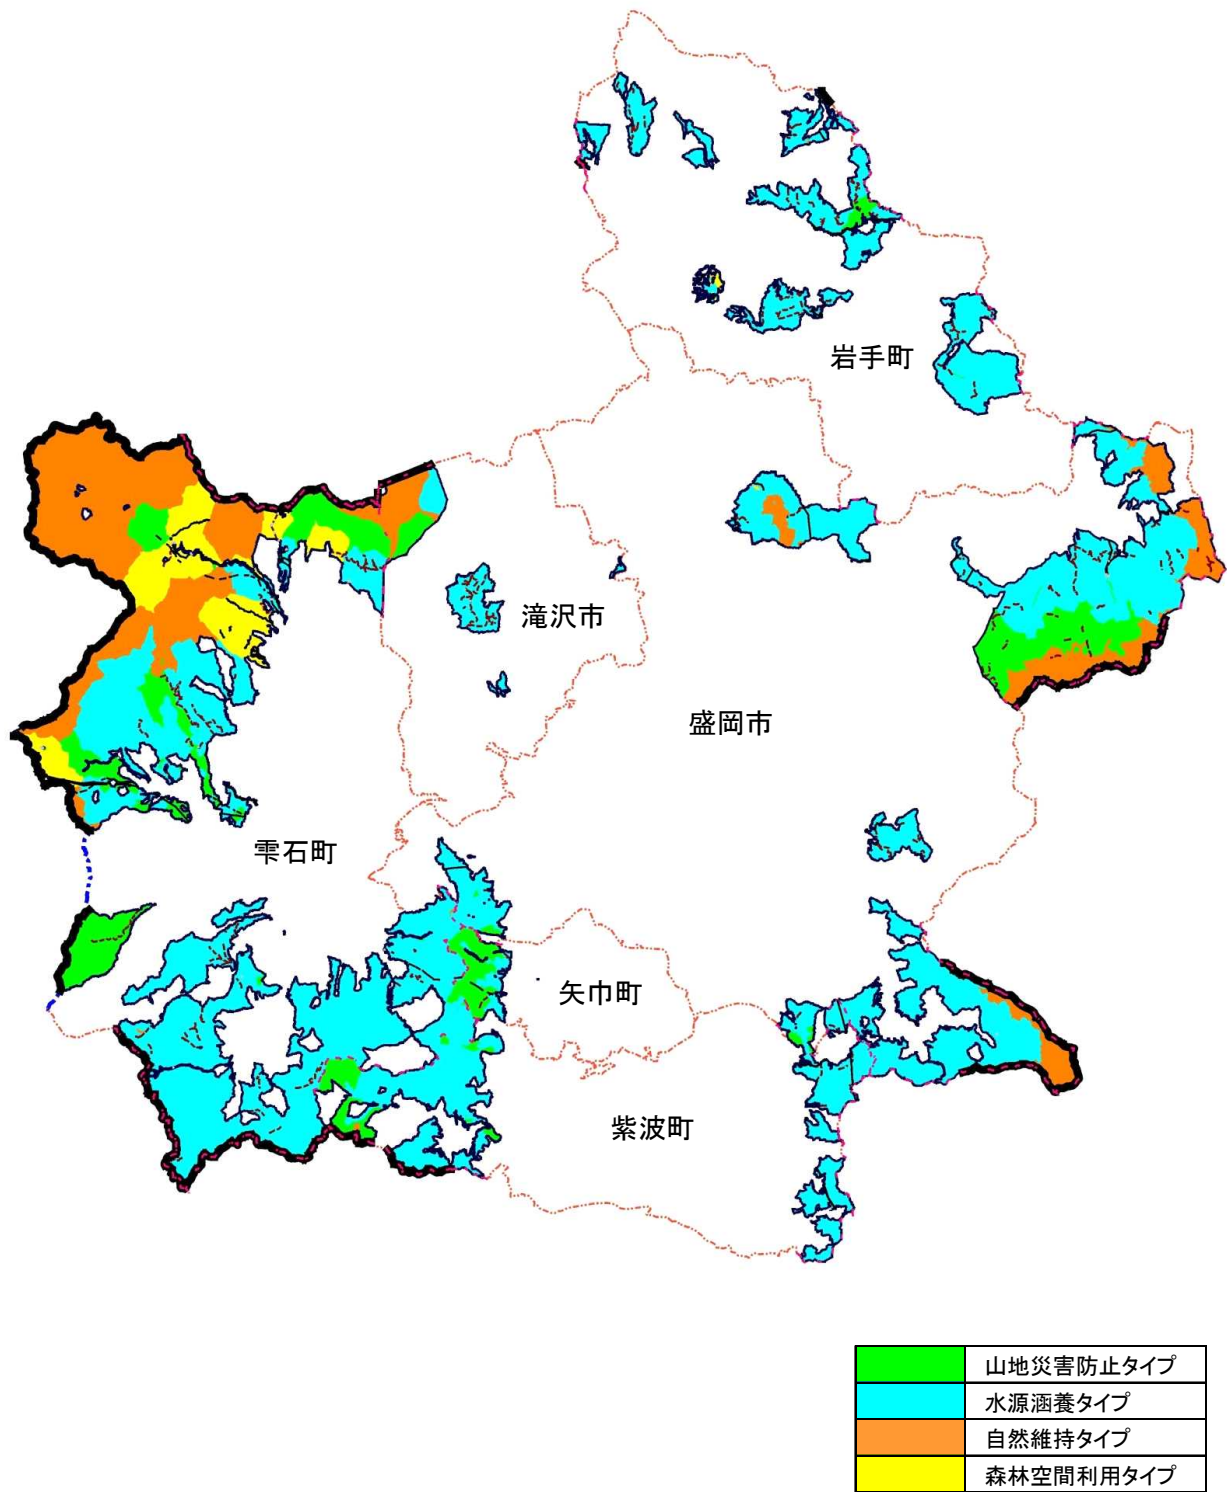 岩手町
滝沢市
盛岡市
雫石町
矢巾町
紫波町
山地災害防止タイプ
水源涵養タイプ
自然維持タイプ
森林空間利用タイプ